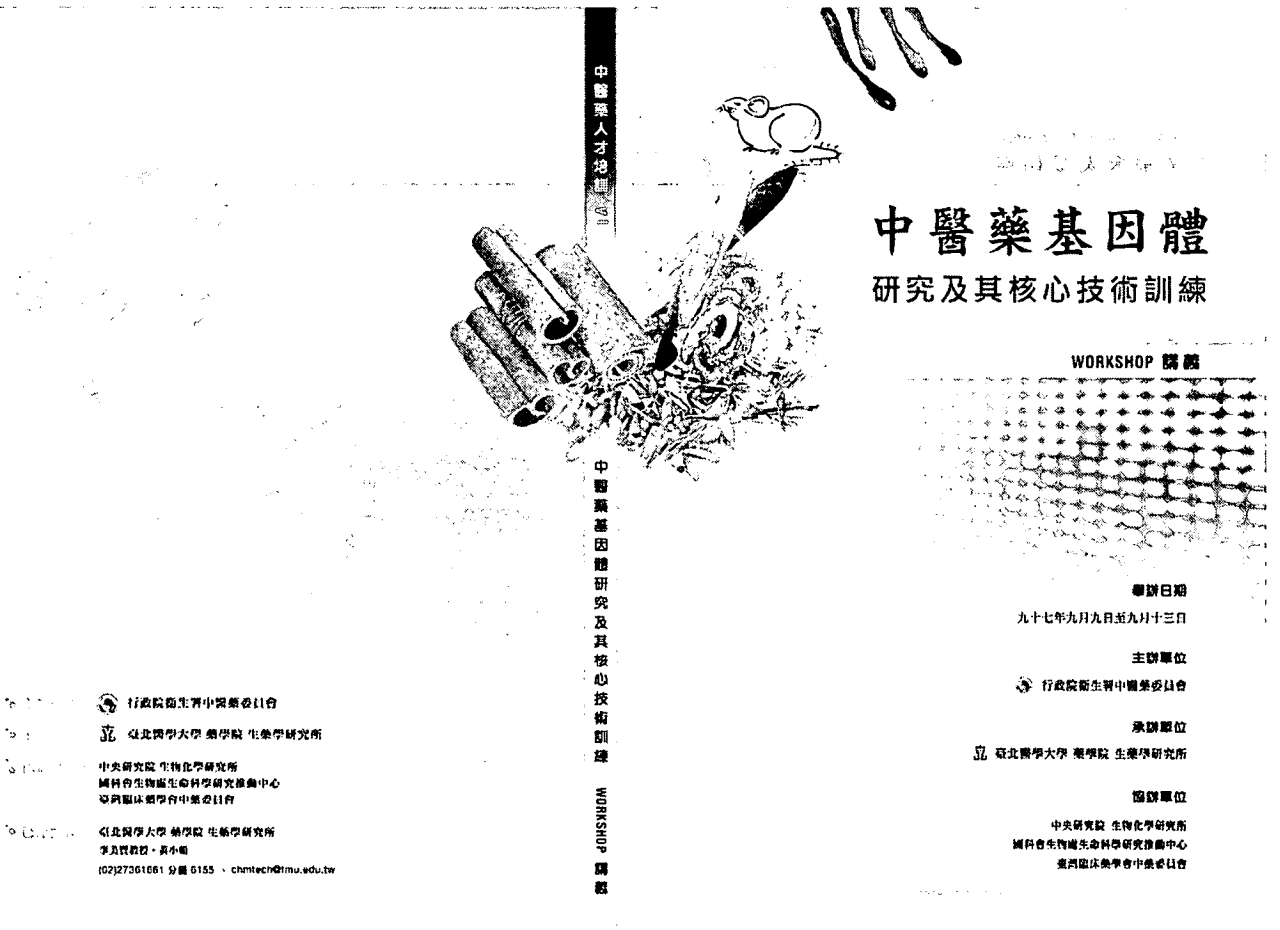 中醫藥人才培
中醫藥基因體研究及其核心技術訓練 WORKSHOP 講義
中醫藥基因體
研究及其核心技術訓練
WORKSHOP 講義
舉辦日期
九十七年九月九日至九月十三日
主辦單位
行政院衛生署中醫藥委員會
承辦單位
臺北醫學大學 藥學院 生藥學研究所
協辦單位
中央研究院 生物化學研究所
國科會生物處生命科學研究推動中心
臺灣臨床藥學會中藥委員會
行政院衛生署中醫藥委員會
臺北醫學大學 藥學院 生藥學研究所
中央研究院 生物化學研究所
國科會生物處生命科學研究推動中心
臺灣臨床藥學會中藥委員會
臺北醫學大學 藥學院 生藥學研究所
李美賢教授、黃小姐
(02)27361661 分機 6155 、 chmtech@tmu.edu.tw